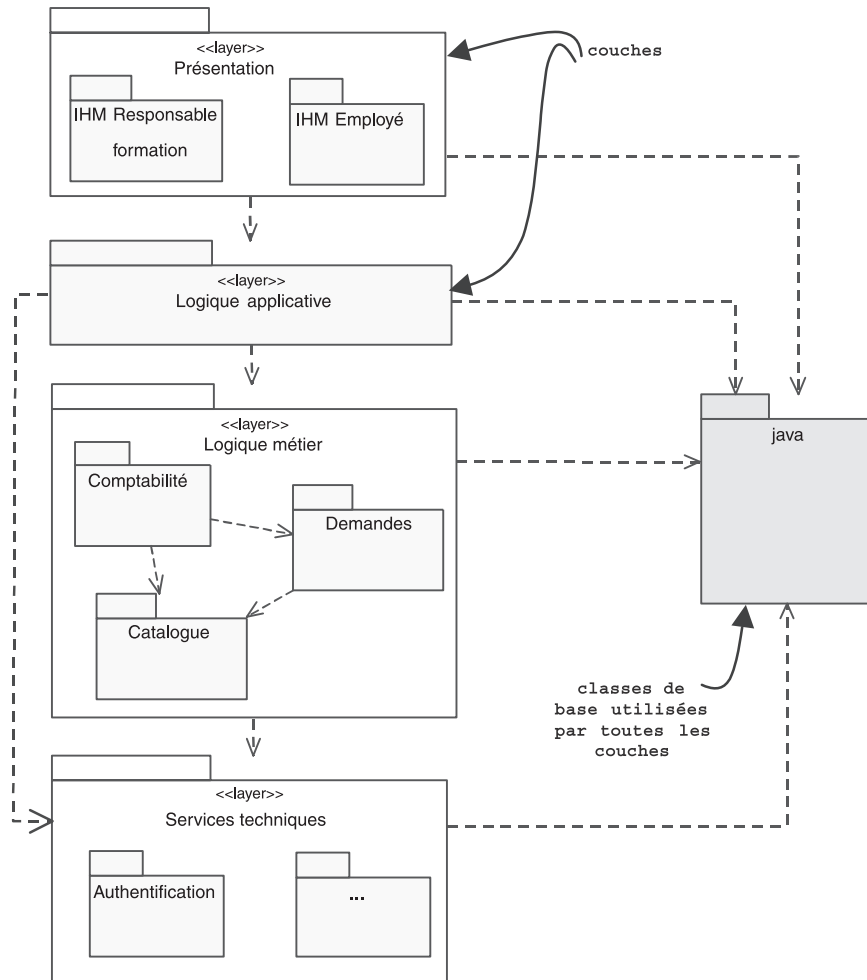 <<layer>>
Présentation
couches
IHM Responsable
formation
IHM Employé
<<layer>>
Logique applicative
<<layer>>
Logique métier
java
Comptabilité
Demandes
Catalogue
classes de
base utilisées
par toutes les
couches
<<layer>>
Services techniques
Authentification
...